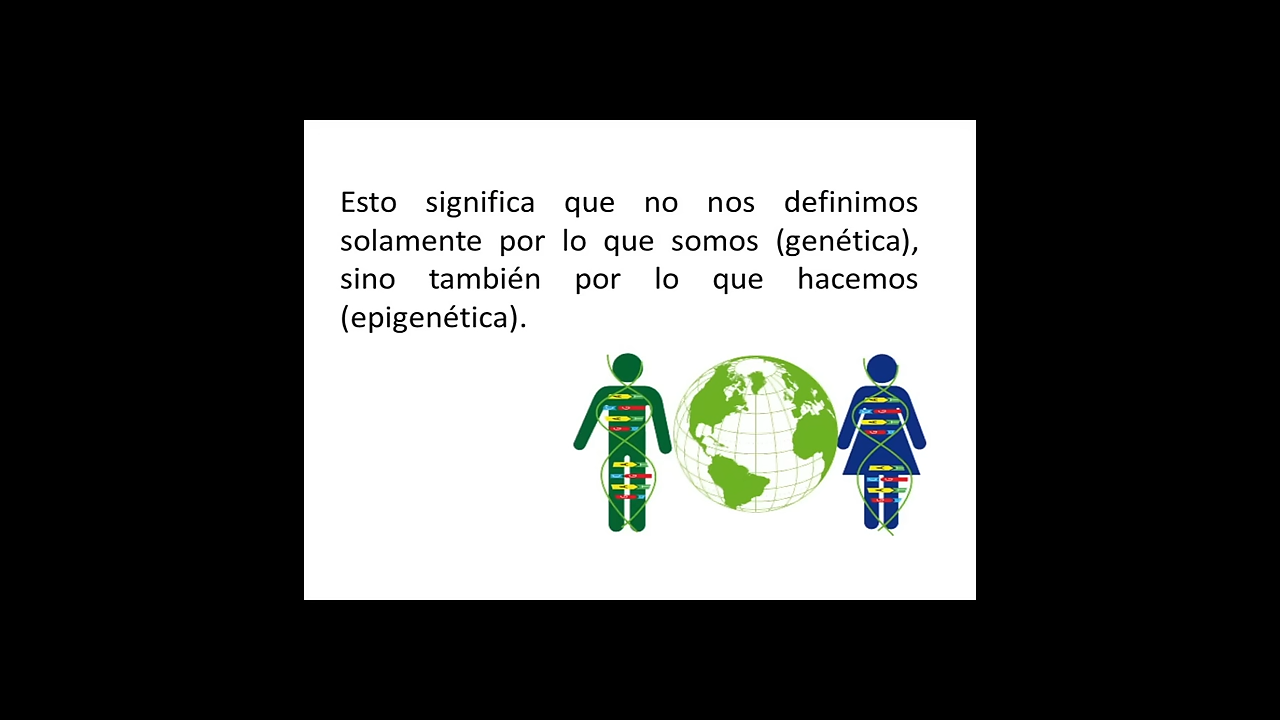 Esto significa que no nos definimos
solamente por lo que somos (genética),
sino también por lo que hacemos
(epigenética).